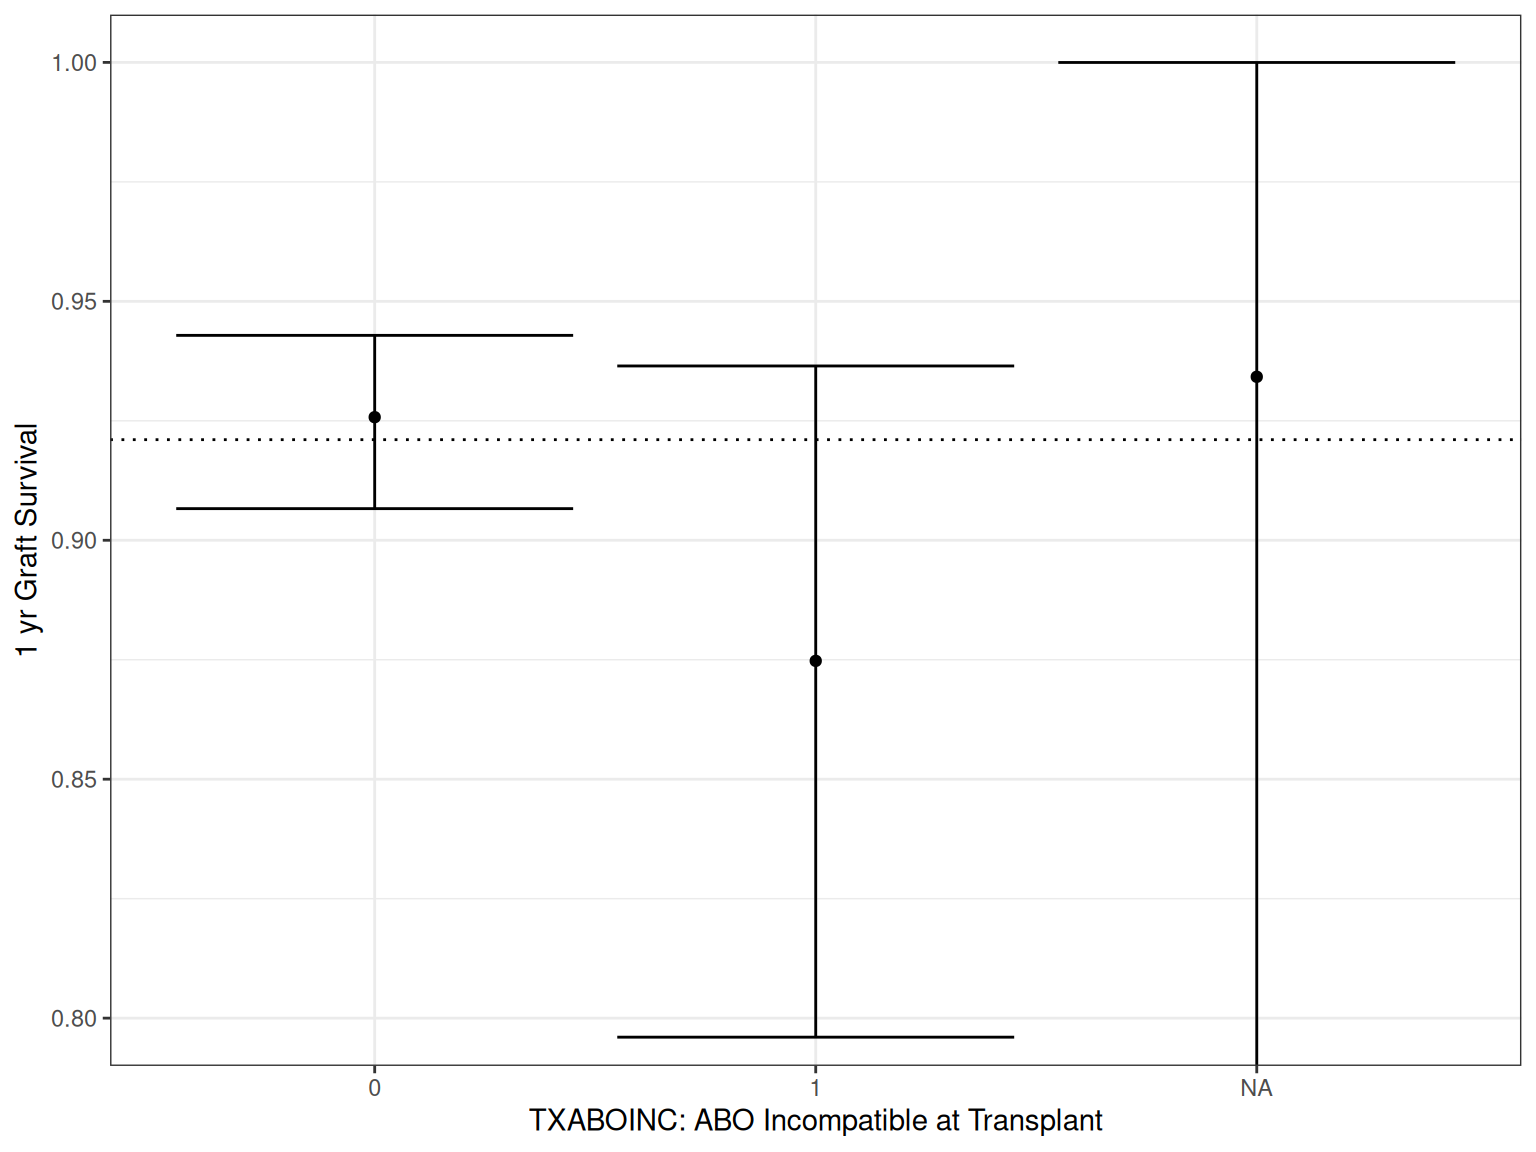 1.00
0.95
0.90
0.85
0.80
1 yr Graft Survival
0 1 NA
TXABOINC: ABO Incompatible at Transplant